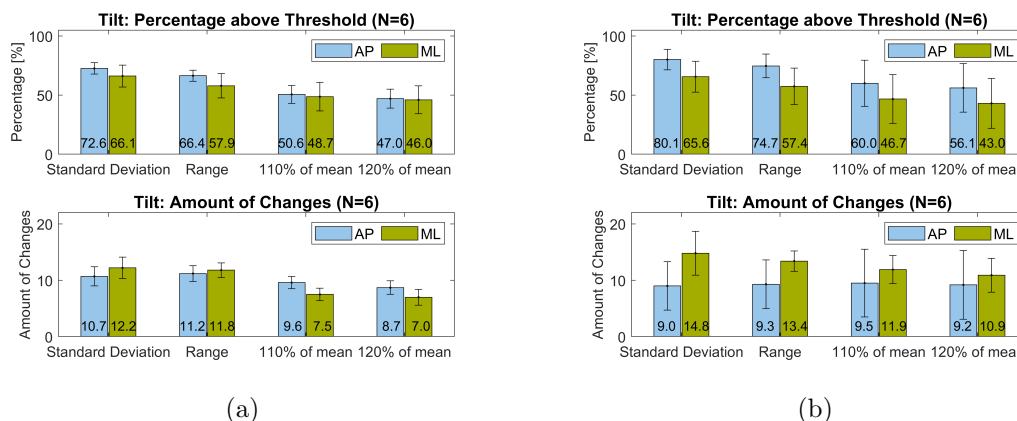 Tilt: Percentage above Threshold (N=6)
Percentage [%]
100
50
0
AP ML
72.6 66.1 66.4 57.9 50.6 48.7 47.0 46.0
Standard Deviation Range 110% of mean 120% of mean
Tilt: Amount of Changes (N=6)
Amount of Changes
20
10
0
AP ML
10.7 12.2 11.2 11.8 9.6 7.5 8.7 7.0
Standard Deviation Range 110% of mean 120% of mean
(a)
Tilt: Percentage above Threshold (N=6)
Percentage [%]
100
50
0
AP ML
80.1 65.6 74.7 57.4 60.0 46.7 56.1 43.0
Standard Deviation Range 110% of mean 120% of mea
Tilt: Amount of Changes (N=6)
Amount of Changes
20
10
0
AP ML
9.0 14.8 9.3 13.4 9.5 11.9 9.2 10.9
Standard Deviation Range 110% of mean 120% of mea
(b)